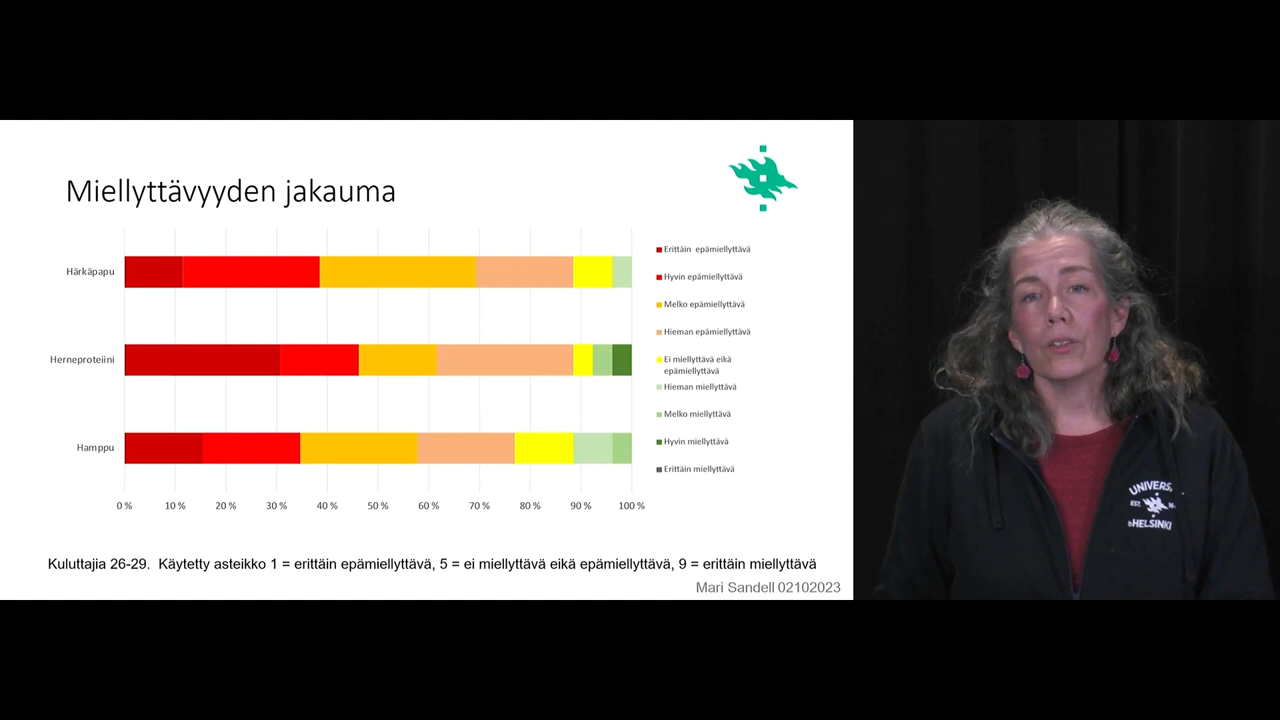 Miellyttävyyden jakauma
Härkäpapu
Herneproteiini
Hamppu
0 %
10 %
20 %
30 %
40 %
50 %
60 %
70 %
80 %
90 %
100 %
Erittäin epämiellyttävä
Hyvin epämiellyttävä
Melko epämiellyttävä
Hieman epämiellyttävä
Ei miellyttävä eikä
epämiellyttävä
Hieman miellyttävä
Melko miellyttävä
Hyvin miellyttävä
Erittäin miellyttävä
Kuluttajia 26-29. Käytetty asteikko 1 = erittäin epämiellyttävä, 5 = ei miellyttävä eikä epämiellyttävä, 9 = erittäin miellyttävä
Mari Sandell 02102023
EST.
HELSINKI